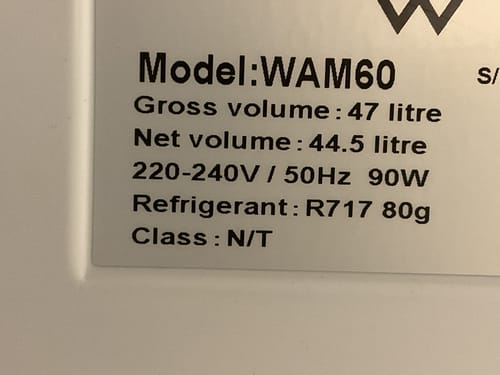 W
Model:WAM60
S/
Gross volume : 47 litre
Net volume : 44.5 litre
220-240V / 50Hz 90W
Refrigerant : R717 80g
Class : N/T